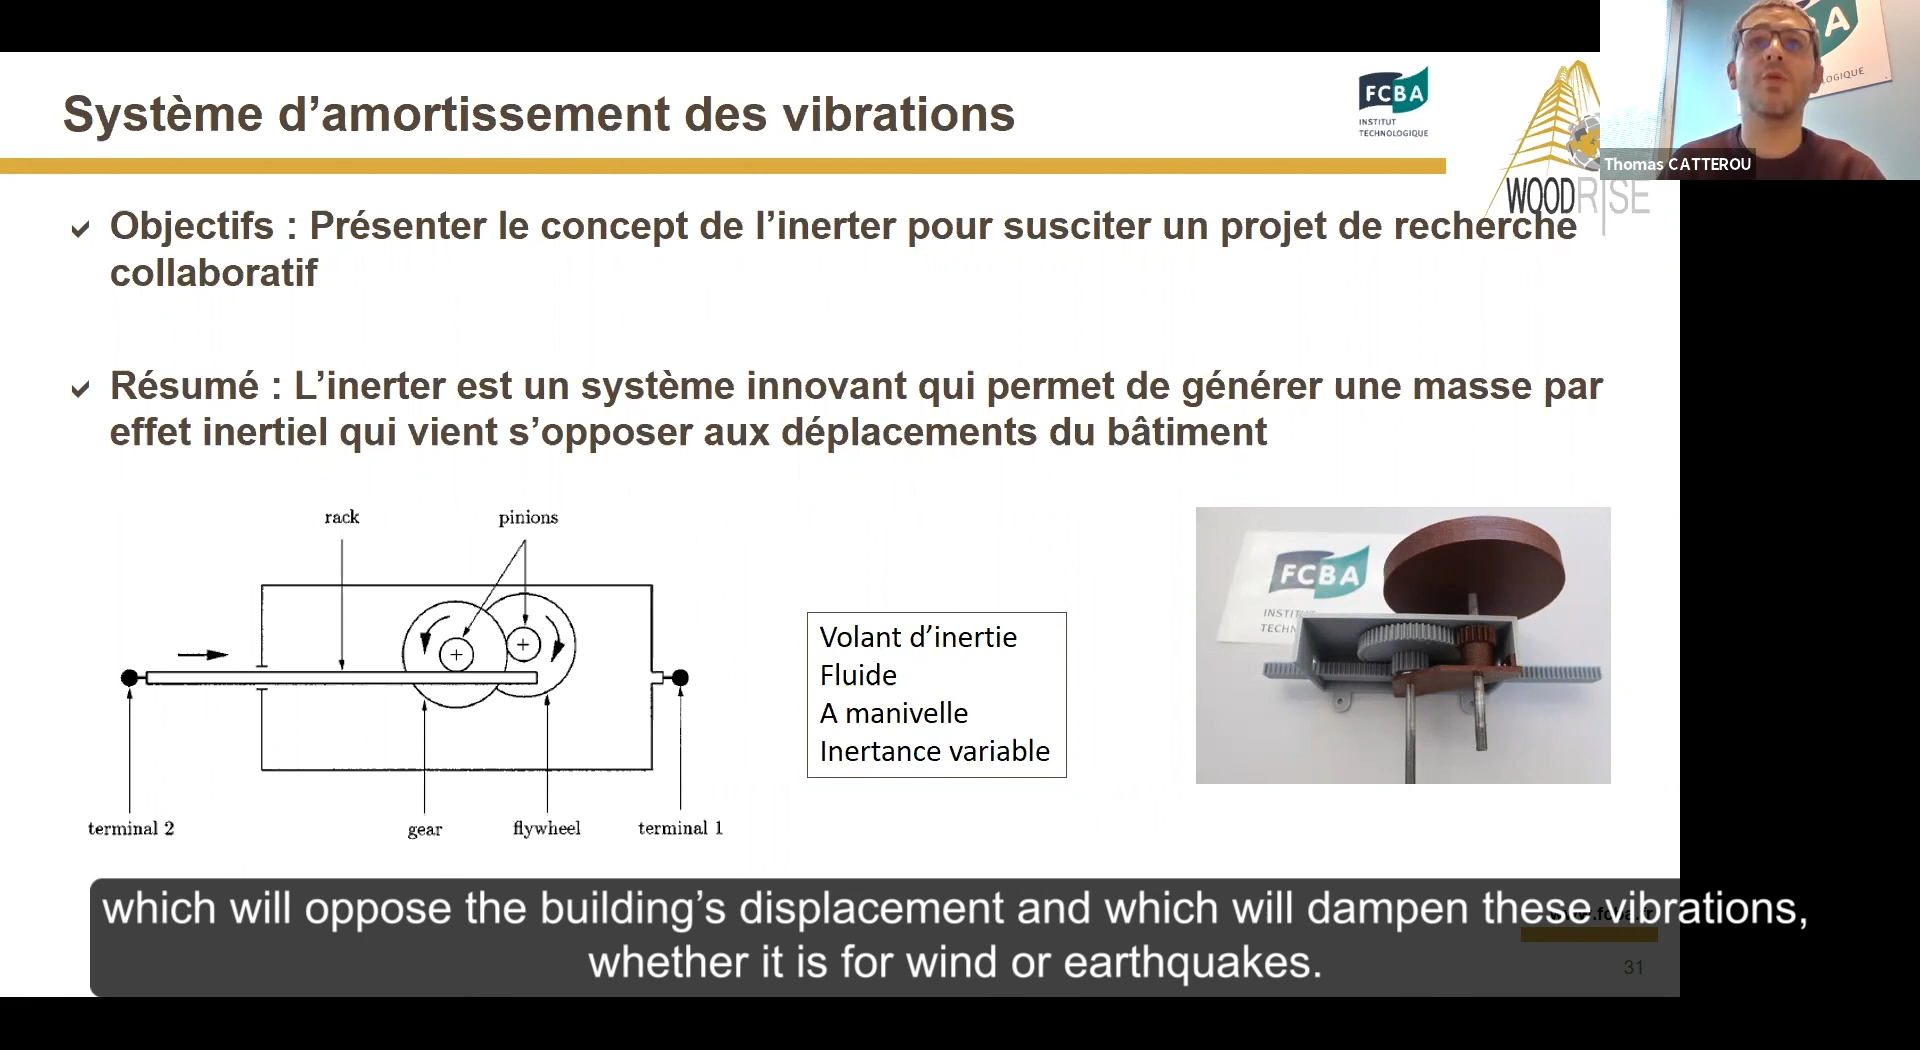 Système d’amortissement des vibrations
FCBA
INSTITUT
TECHNOLOGIQUE
WOODRISE
A
LOGIQUE
Thomas CATTEROU
Objectifs : Présenter le concept de l’inerter pour susciter un projet de recherche
collaboratif
Résumé : L’inerter est un système innovant qui permet de générer une masse par
effet inertiel qui vient s’opposer aux déplacements du bâtiment
rack
pinions
terminal 2
gear
flywheel
terminal 1
Volant d’inertie
Fluide
A manivelle
Inertance variable
FCBA
INSTIT
TECHN
which will oppose the building’s displacement and which will dampen these vibrations,
whether it is for wind or earthquakes.
31